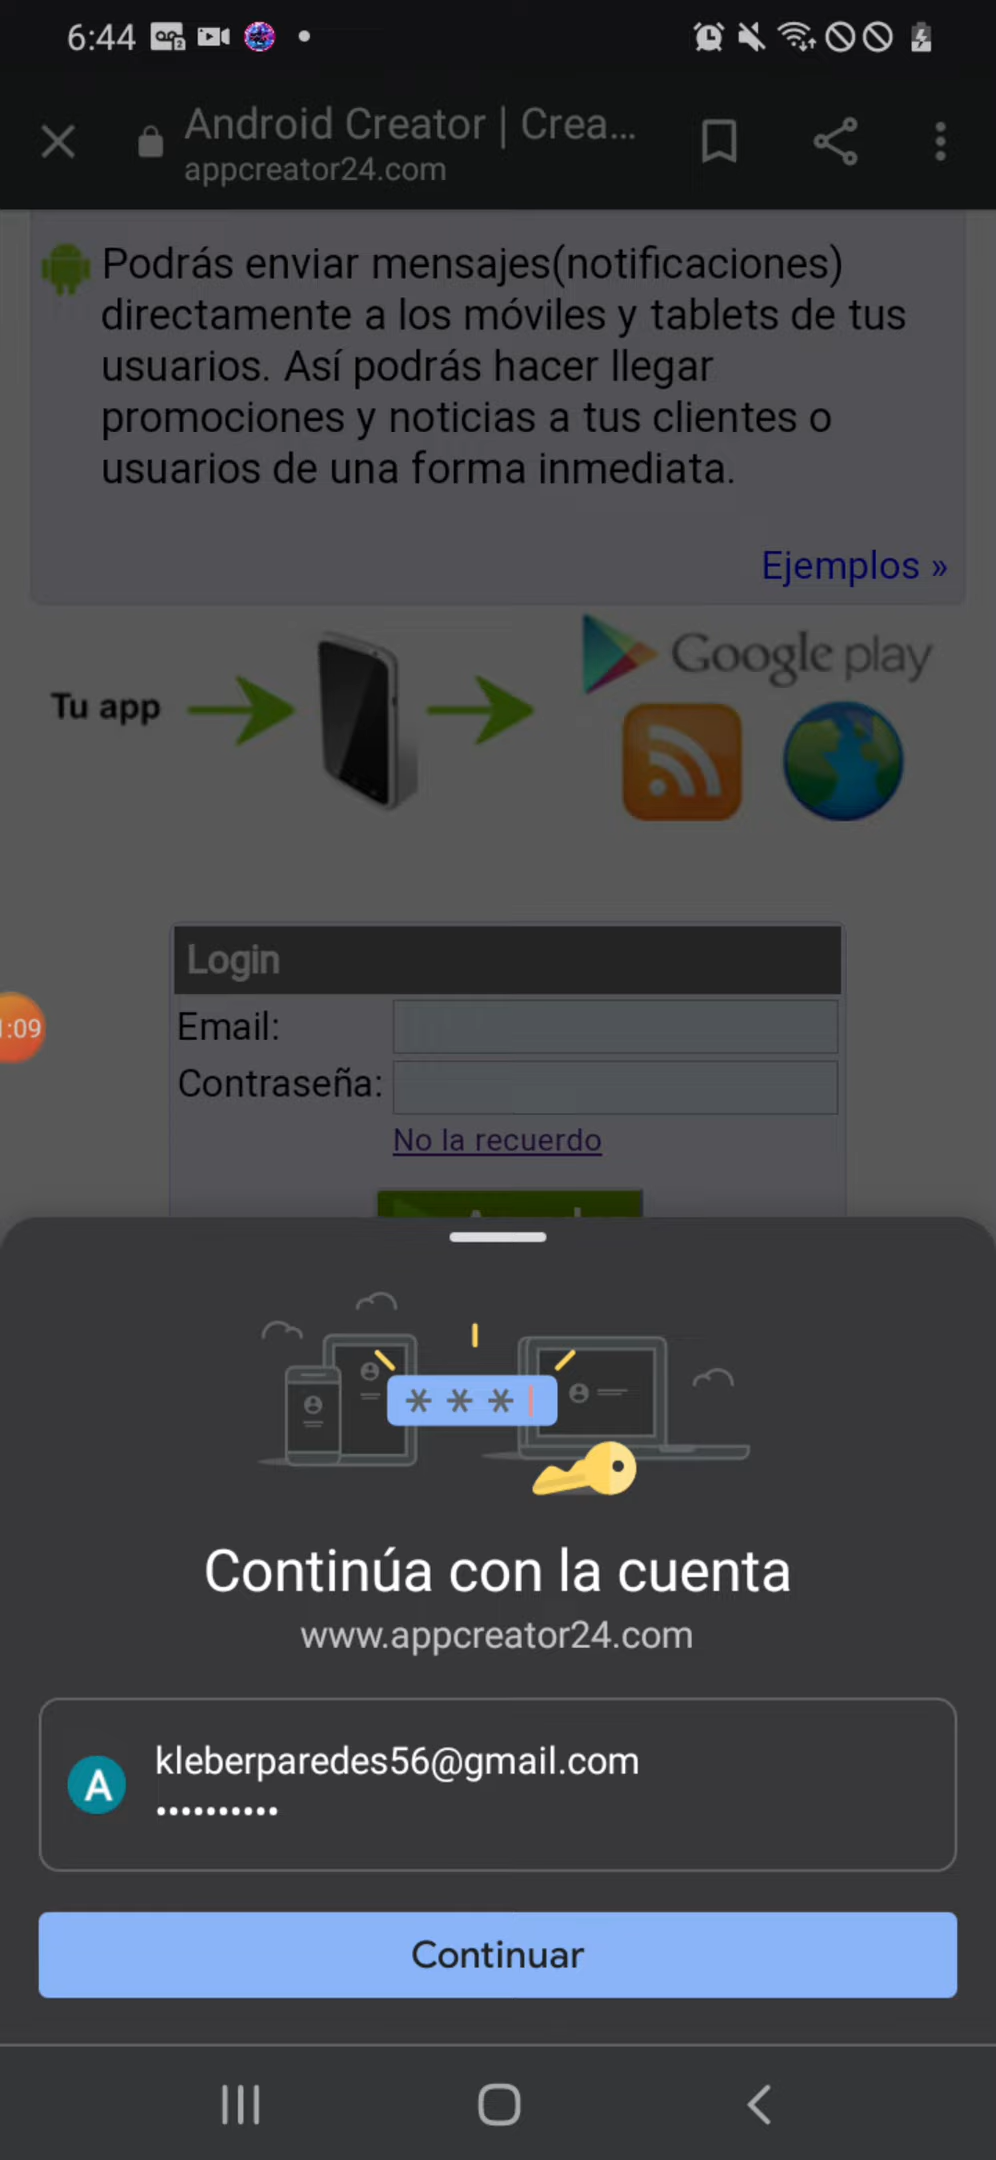 6:44
Android Creator | Crea...
appcreator24.com
Podrás enviar mensajes(notificaciones)
directamente a los móviles y tablets de tus
usuarios. Así podrás hacer llegar
promociones y noticias a tus clientes o
usuarios de una forma inmediata.
Ejemplos »
Google play
Tu app
Login
1:09
Email:
Contraseña:
No la recuerdo
* * *
Continúa con la cuenta
www.appcreator24.com
A
kleberparedes56@gmail.com
••••••••••
Continuar